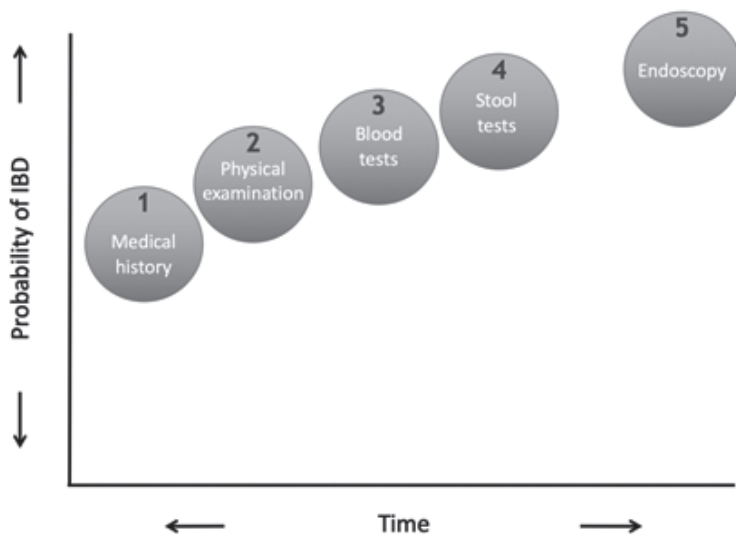 5
Endoscopy
4
Stool
tests
3
Blood
tests
2
Physical
examination
1
Medical
history
Probability of IBD
Time